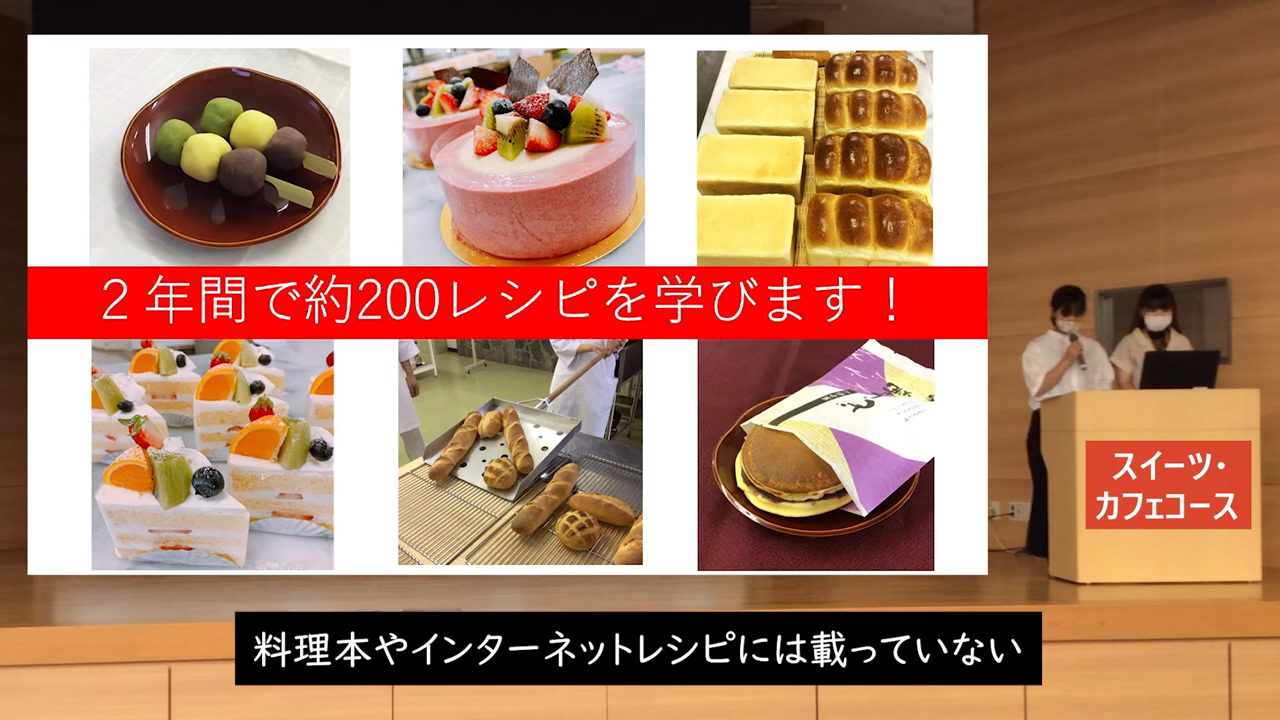 ２年間で約200レシピを学びます！
スイーツ・
カフェコース
料理本やインターネットレシピには載っていない